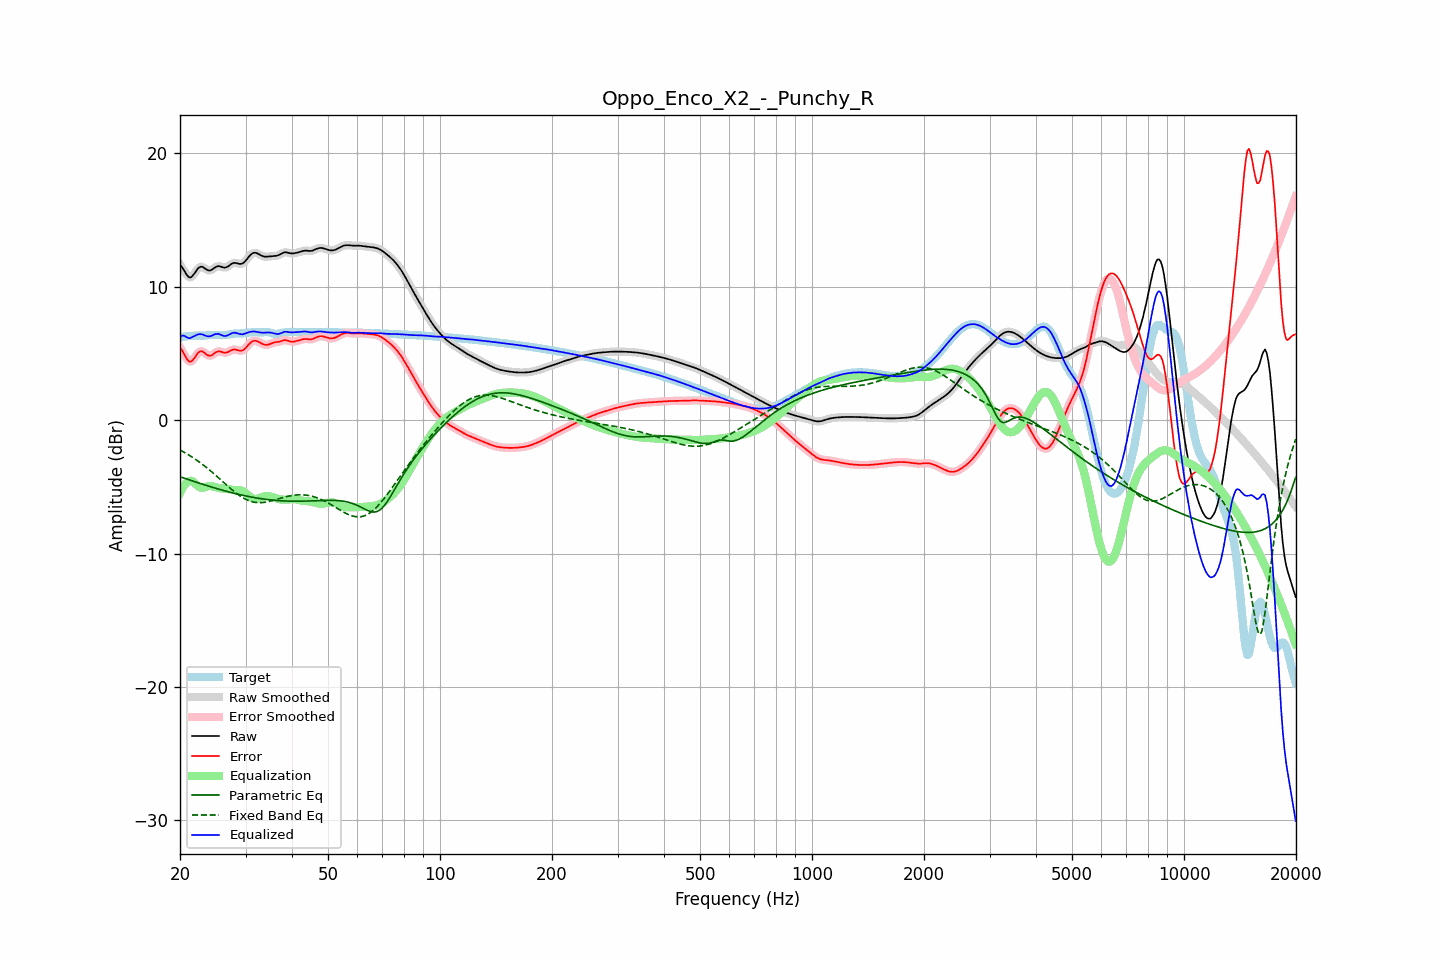 Oppo_Enco_X2_-_Punchy_R
Amplitude (dBr)
20
10
0
−10
−20
−30
Target
Raw Smoothed
Error Smoothed
Raw
Error
Equalization
Parametric Eq
Fixed Band Eq
Equalized
20 50 100 200 500 1000 2000 5000 10000 20000
Frequency (Hz)